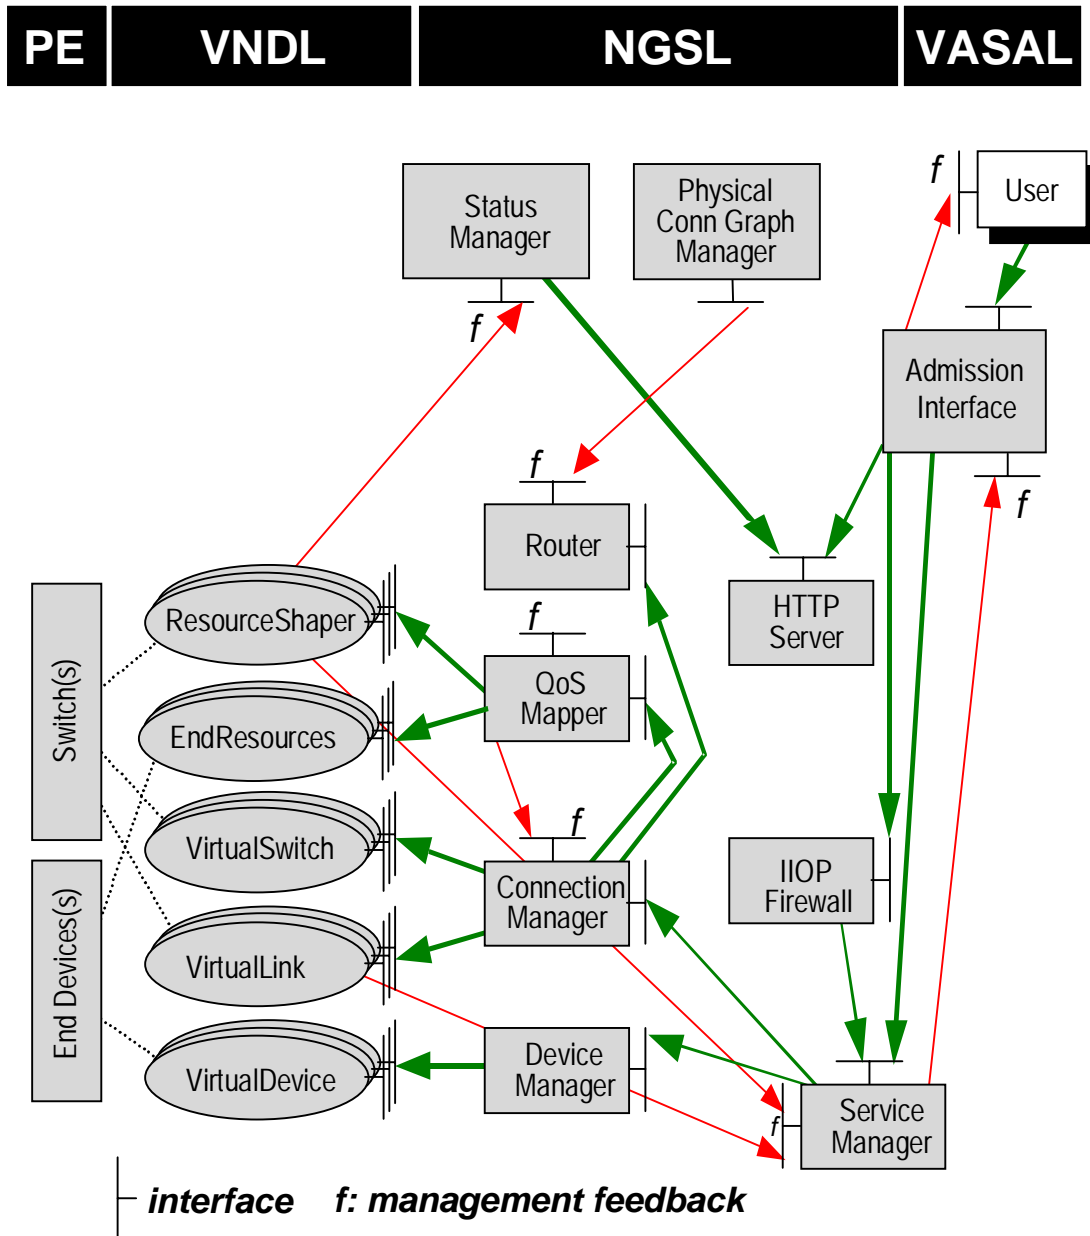 PE VNDL NGSL VASAL
f User
Status
Manager
Physical
Conn Graph
Manager
f
Admission
Interface
f
f
Router
HTTP
Server
f
QoS
Mapper
ResourceShaper
Switch(s)
EndResources
VirtualSwitch
f
Connection
Manager
IIOP
Firewall
End Devices(s)
VirtualLink
VirtualDevice
Device
Manager
f
Service
Manager
interface f: management feedback